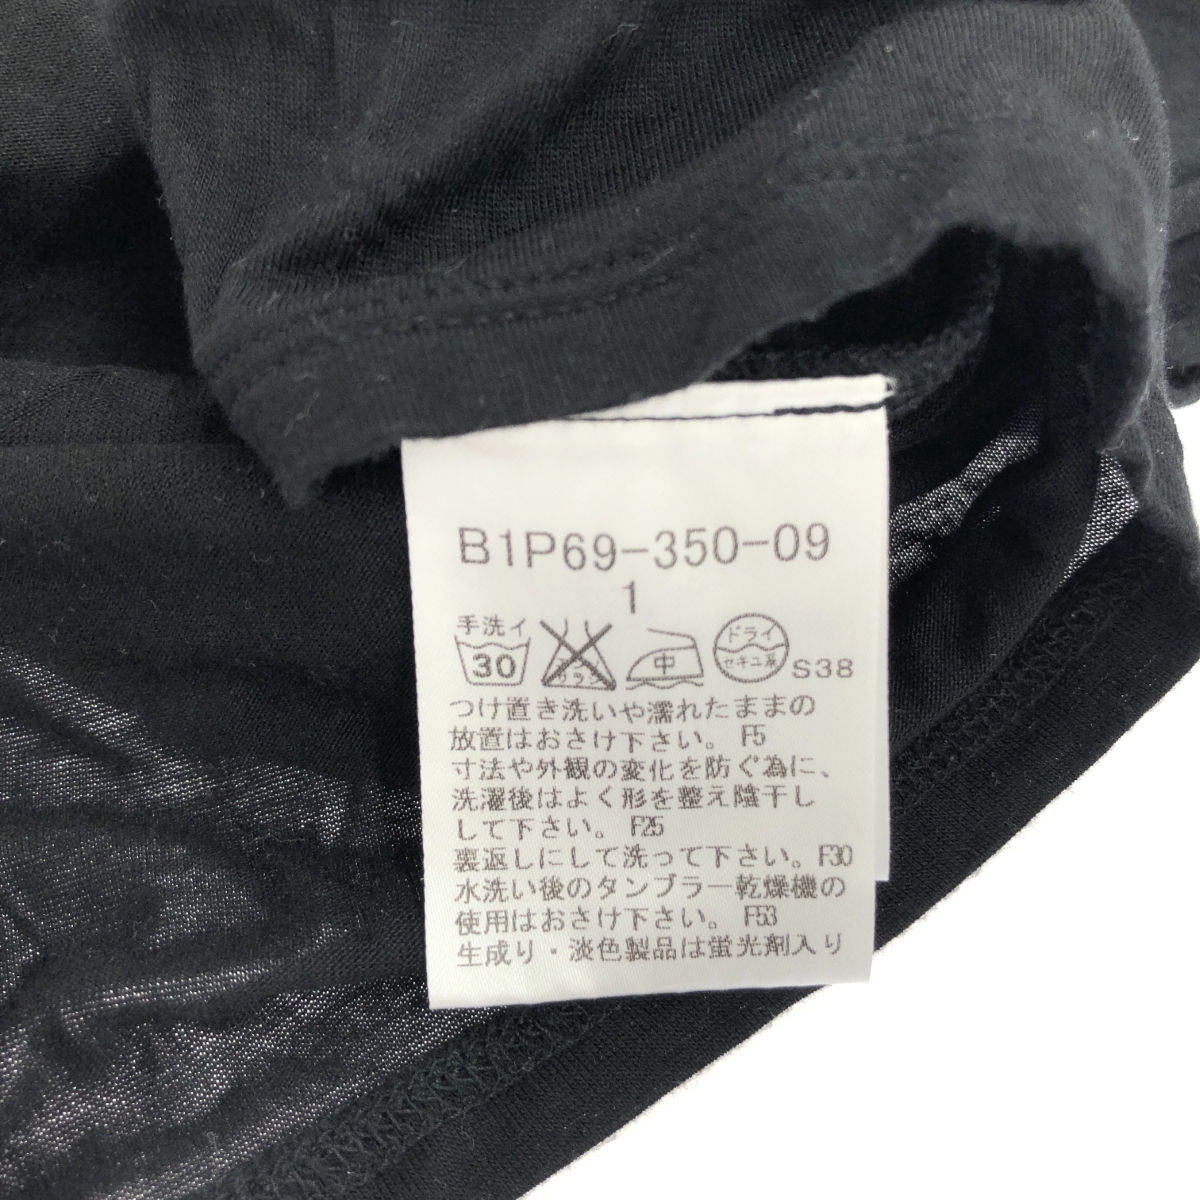 B1P69-350-09
1
手洗イ
30
エンソ
サラシ
中
ドライ
セキユ系
S38
つけ置き洗いや濡れたままの
放置はおさけ下さい。 F5
寸法や外観の変化を防ぐ為に、
洗濯後はよく形を整え陰干し
して下さい。 F25
裏返しにして洗って下さい。F30
水洗い後のタンブラー乾燥機の
使用はおさけ下さい。 F53
生成り・淡色製品は蛍光剤入り